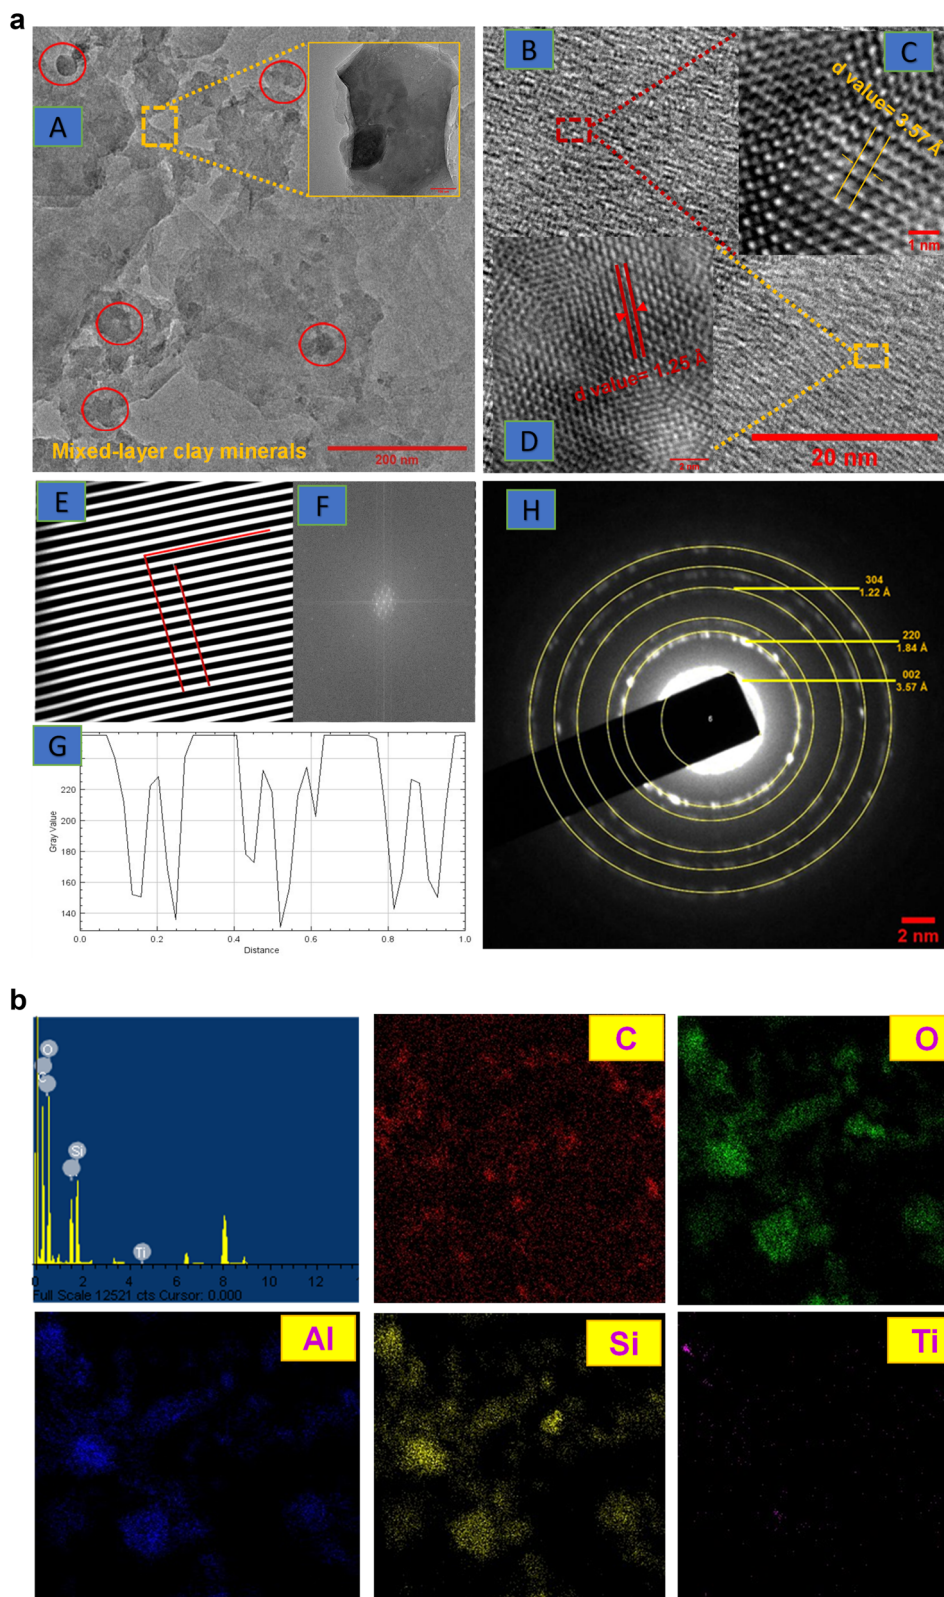 a
A
Mixed-layer clay minerals
200 nm
B
C
d value= 3.57 Å
1 nm
D
d value= 1.25 Å
20 nm
E
F
G
220
200
180
160
140
Gray Value
0.0 0.2 0.4 0.6 0.8 1.0
Distance
H
304
1.22 Å
220
1.84 Å
002
3.57 Å
2 nm
b
O
C
Si
Ti
0 2 4 6 8 10 12
Full Scale 12521 cts Cursor: 0.000
C
O
Al
Si
Ti